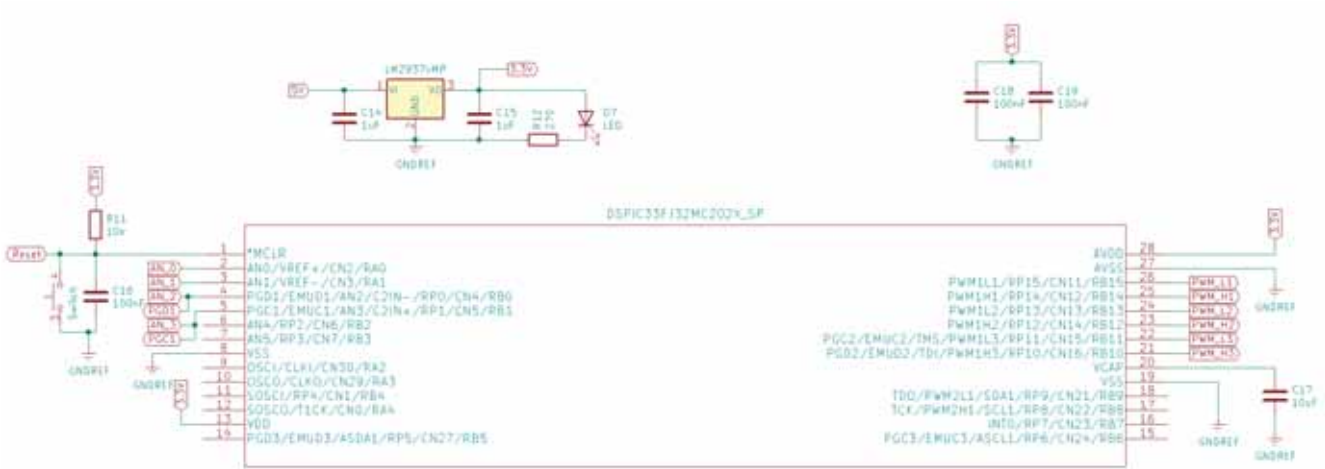 LM2937xMP
5V
1
VI
VO
3
3.3V
GND
2
C14
1uF
C15
1uF
R12
270
D7
LED
GNDREF
3.3V
C18
100nF
C19
100nF
GNDREF
3.3V
R11
10k
Reset
Switch
C16
100nF
GNDREF
DSPIC33FJ32MC202X_SP
1 *MCLR
AN_0 2 AN0/VREF+/CN2/RA0
AN_1 3 AN1/VREF-/CN3/RA1
AN_2 4 PGD1/EMUD1/AN2/C2IN-/RP0/CN4/RB0
PGD1 5 PGC1/EMUC1/AN3/C2IN+/RP1/CN5/RB1
AN_3 6 AN4/RP2/CN6/RB2
PGC1 7 AN5/RP3/CN7/RB3
8 VSS
GNDREF
9 OSCI/CLKI/CN30/RA2
10 OSCO/CLKO/CN29/RA3
11 SOSCI/RP4/CN1/RB4
12 SOSCO/T1CK/CN0/RA4
3.3V
13 VDD
14 PGD3/EMUD3/ASDA1/RP5/CN27/RB5
AVDD 28
3.3V
AVSS 27
GNDREF
PWM1L1/RP15/CN11/RB15 26 PWM_L1
PWM1H1/RP14/CN12/RB14 25 PWM_H1
PWM1L2/RP13/CN13/RB13 24 PWM_L2
PWM1H2/RP12/CN14/RB12 23 PWM_H2
PGC2/EMUC2/TMS/PWM1L3/RP11/CN15/RB11 22 PWM_L3
PGD2/EMUD2/TDI/PWM1H3/RP10/CN16/RB10 21 PWM_H3
VCAP 20
VSS 19
TDO/PWM2L1/SDA1/RP9/CN21/RB9 18
TCK/PWM2H1/SCL1/RP8/CN22/RB8 17
INT0/RP7/CN23/RB7 16
PGC3/EMUC3/ASCL1/RP6/CN24/RB6 15
C17
10uF
GNDREF
GNDREF